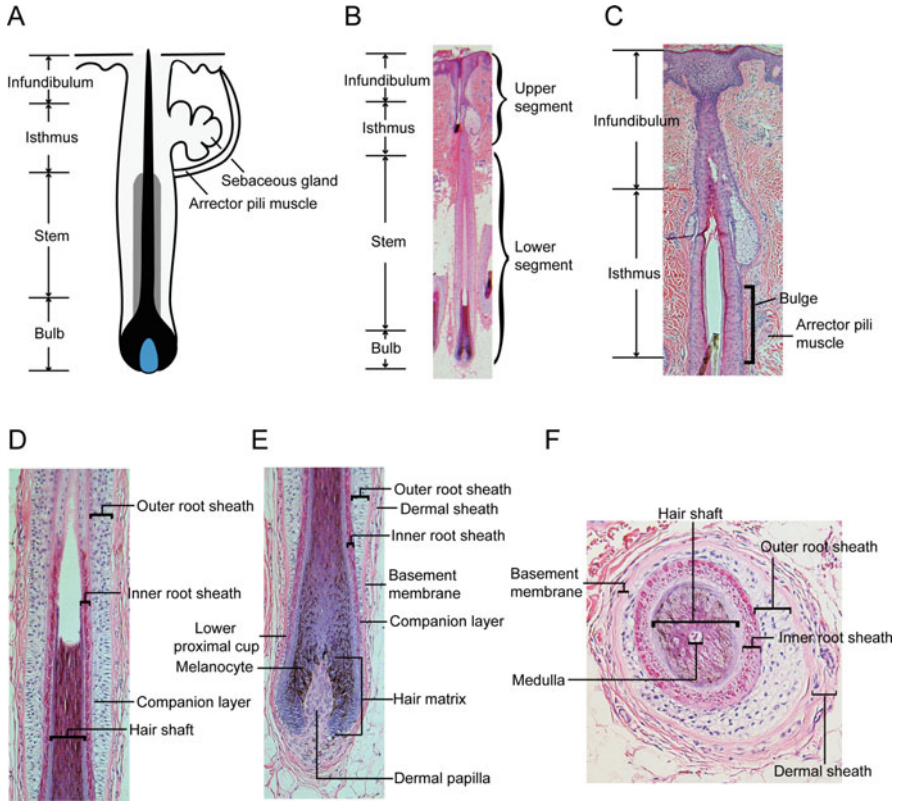 A
Infundibulum
Isthmus
Stem
Bulb
Sebaceous gland
Arrector pili muscle
B
Infundibulum
Isthmus
Stem
Bulb
Upper
segment
Lower
segment
C
Infundibulum
Isthmus
Bulge
Arrector pili
muscle
D
Outer root sheath
Inner root sheath
Companion layer
Hair shaft
E
Outer root sheath
Dermal sheath
Inner root sheath
Basement
membrane
Companion layer
Lower
proximal cup
Melanocyte
Hair matrix
Dermal papilla
F
Hair shaft
Outer root sheath
Basement
membrane
Inner root sheath
Medulla
Dermal sheath